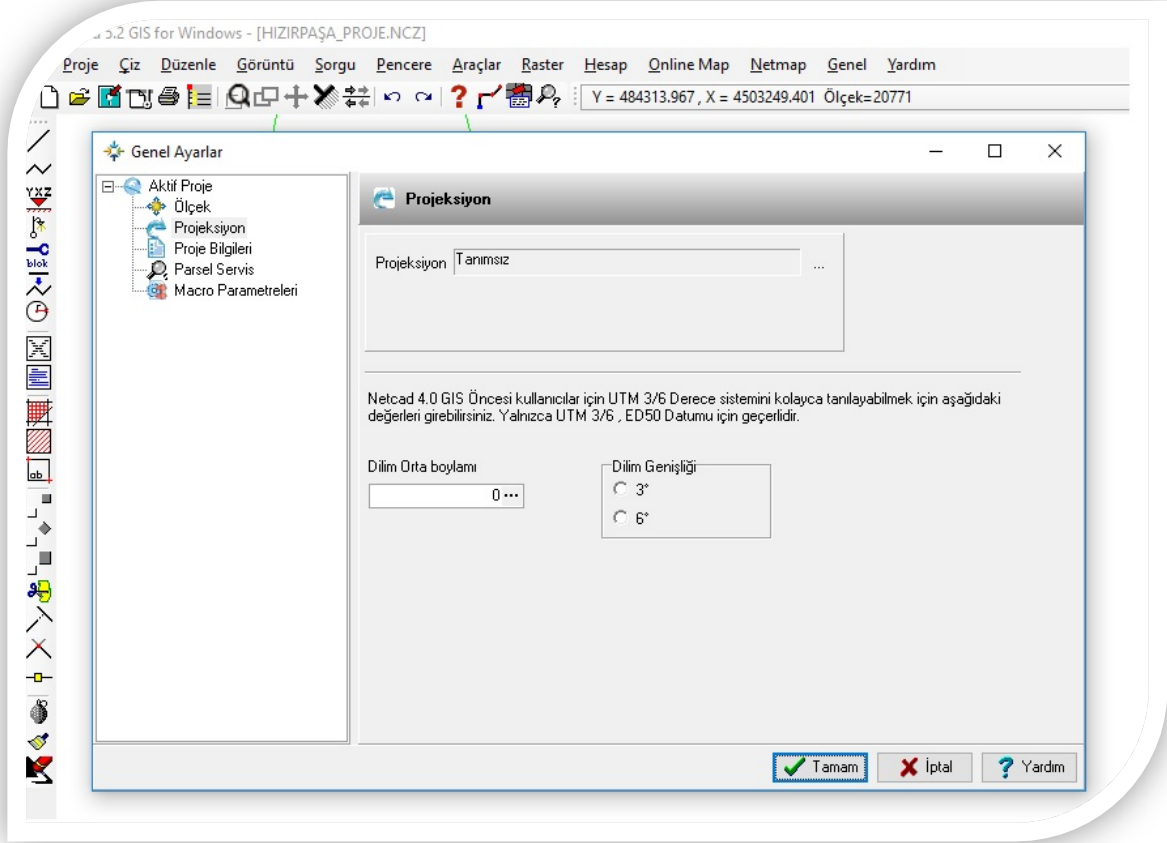 5.2 GIS for Windows - [HIZIRPAŞA_PROJE.NCZ]
Proje Çiz Düzenle Görüntü Sorgu Pencere Araçlar Raster Hesap Online Map Netmap Genel Yardım
Y = 484313.967 , X = 4503249.401 Ölçek=20771
YXZ
blok
ab
Genel Ayarlar
Aktif Proje
Ölçek
Projeksiyon
Proje Bilgileri
Parsel Servis
Macro Parametreleri
Projeksiyon
Projeksiyon Tanımsız ...
Netcad 4.0 GIS Öncesi kullanıcılar için UTM 3/6 Derece sistemini kolayca tanılayabilmek için aşağıdaki
değerleri girebilirsiniz. Yalnızca UTM 3/6 , ED50 Datumu için geçerlidir.
Dilim Orta boylamı
0 ...
Dilim Genişliği
3°
6°
Tamam İptal Yardım